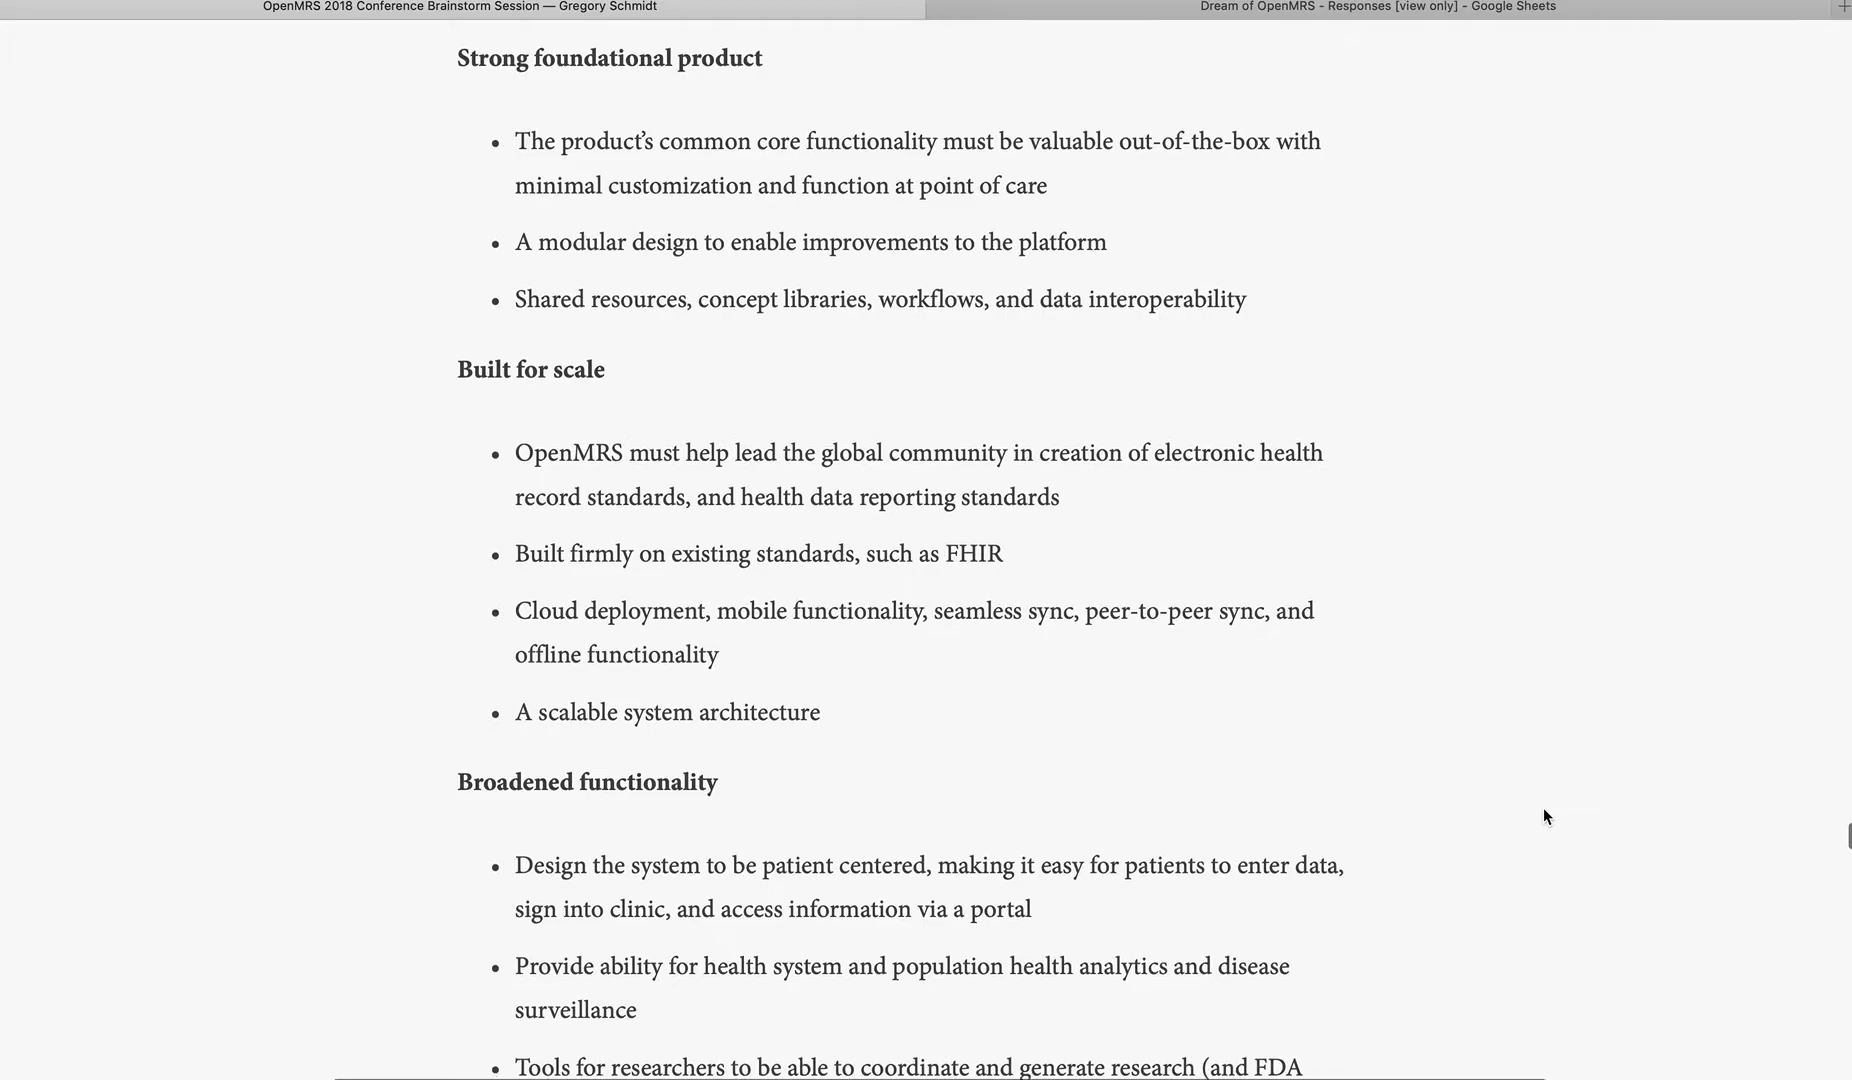 OpenMRS 2018 Conference Brainstorm Session — Gregory Schmidt
Dream of OpenMRS - Responses [view only] - Google Sheets
Strong foundational product
• The product’s common core functionality must be valuable out-of-the-box with
minimal customization and function at point of care
• A modular design to enable improvements to the platform
• Shared resources, concept libraries, workflows, and data interoperability
Built for scale
• OpenMRS must help lead the global community in creation of electronic health
record standards, and health data reporting standards
• Built firmly on existing standards, such as FHIR
• Cloud deployment, mobile functionality, seamless sync, peer-to-peer sync, and
offline functionality
• A scalable system architecture
Broadened functionality
• Design the system to be patient centered, making it easy for patients to enter data,
sign into clinic, and access information via a portal
• Provide ability for health system and population health analytics and disease
surveillance
• Tools for researchers to be able to coordinate and generate research (and FDA